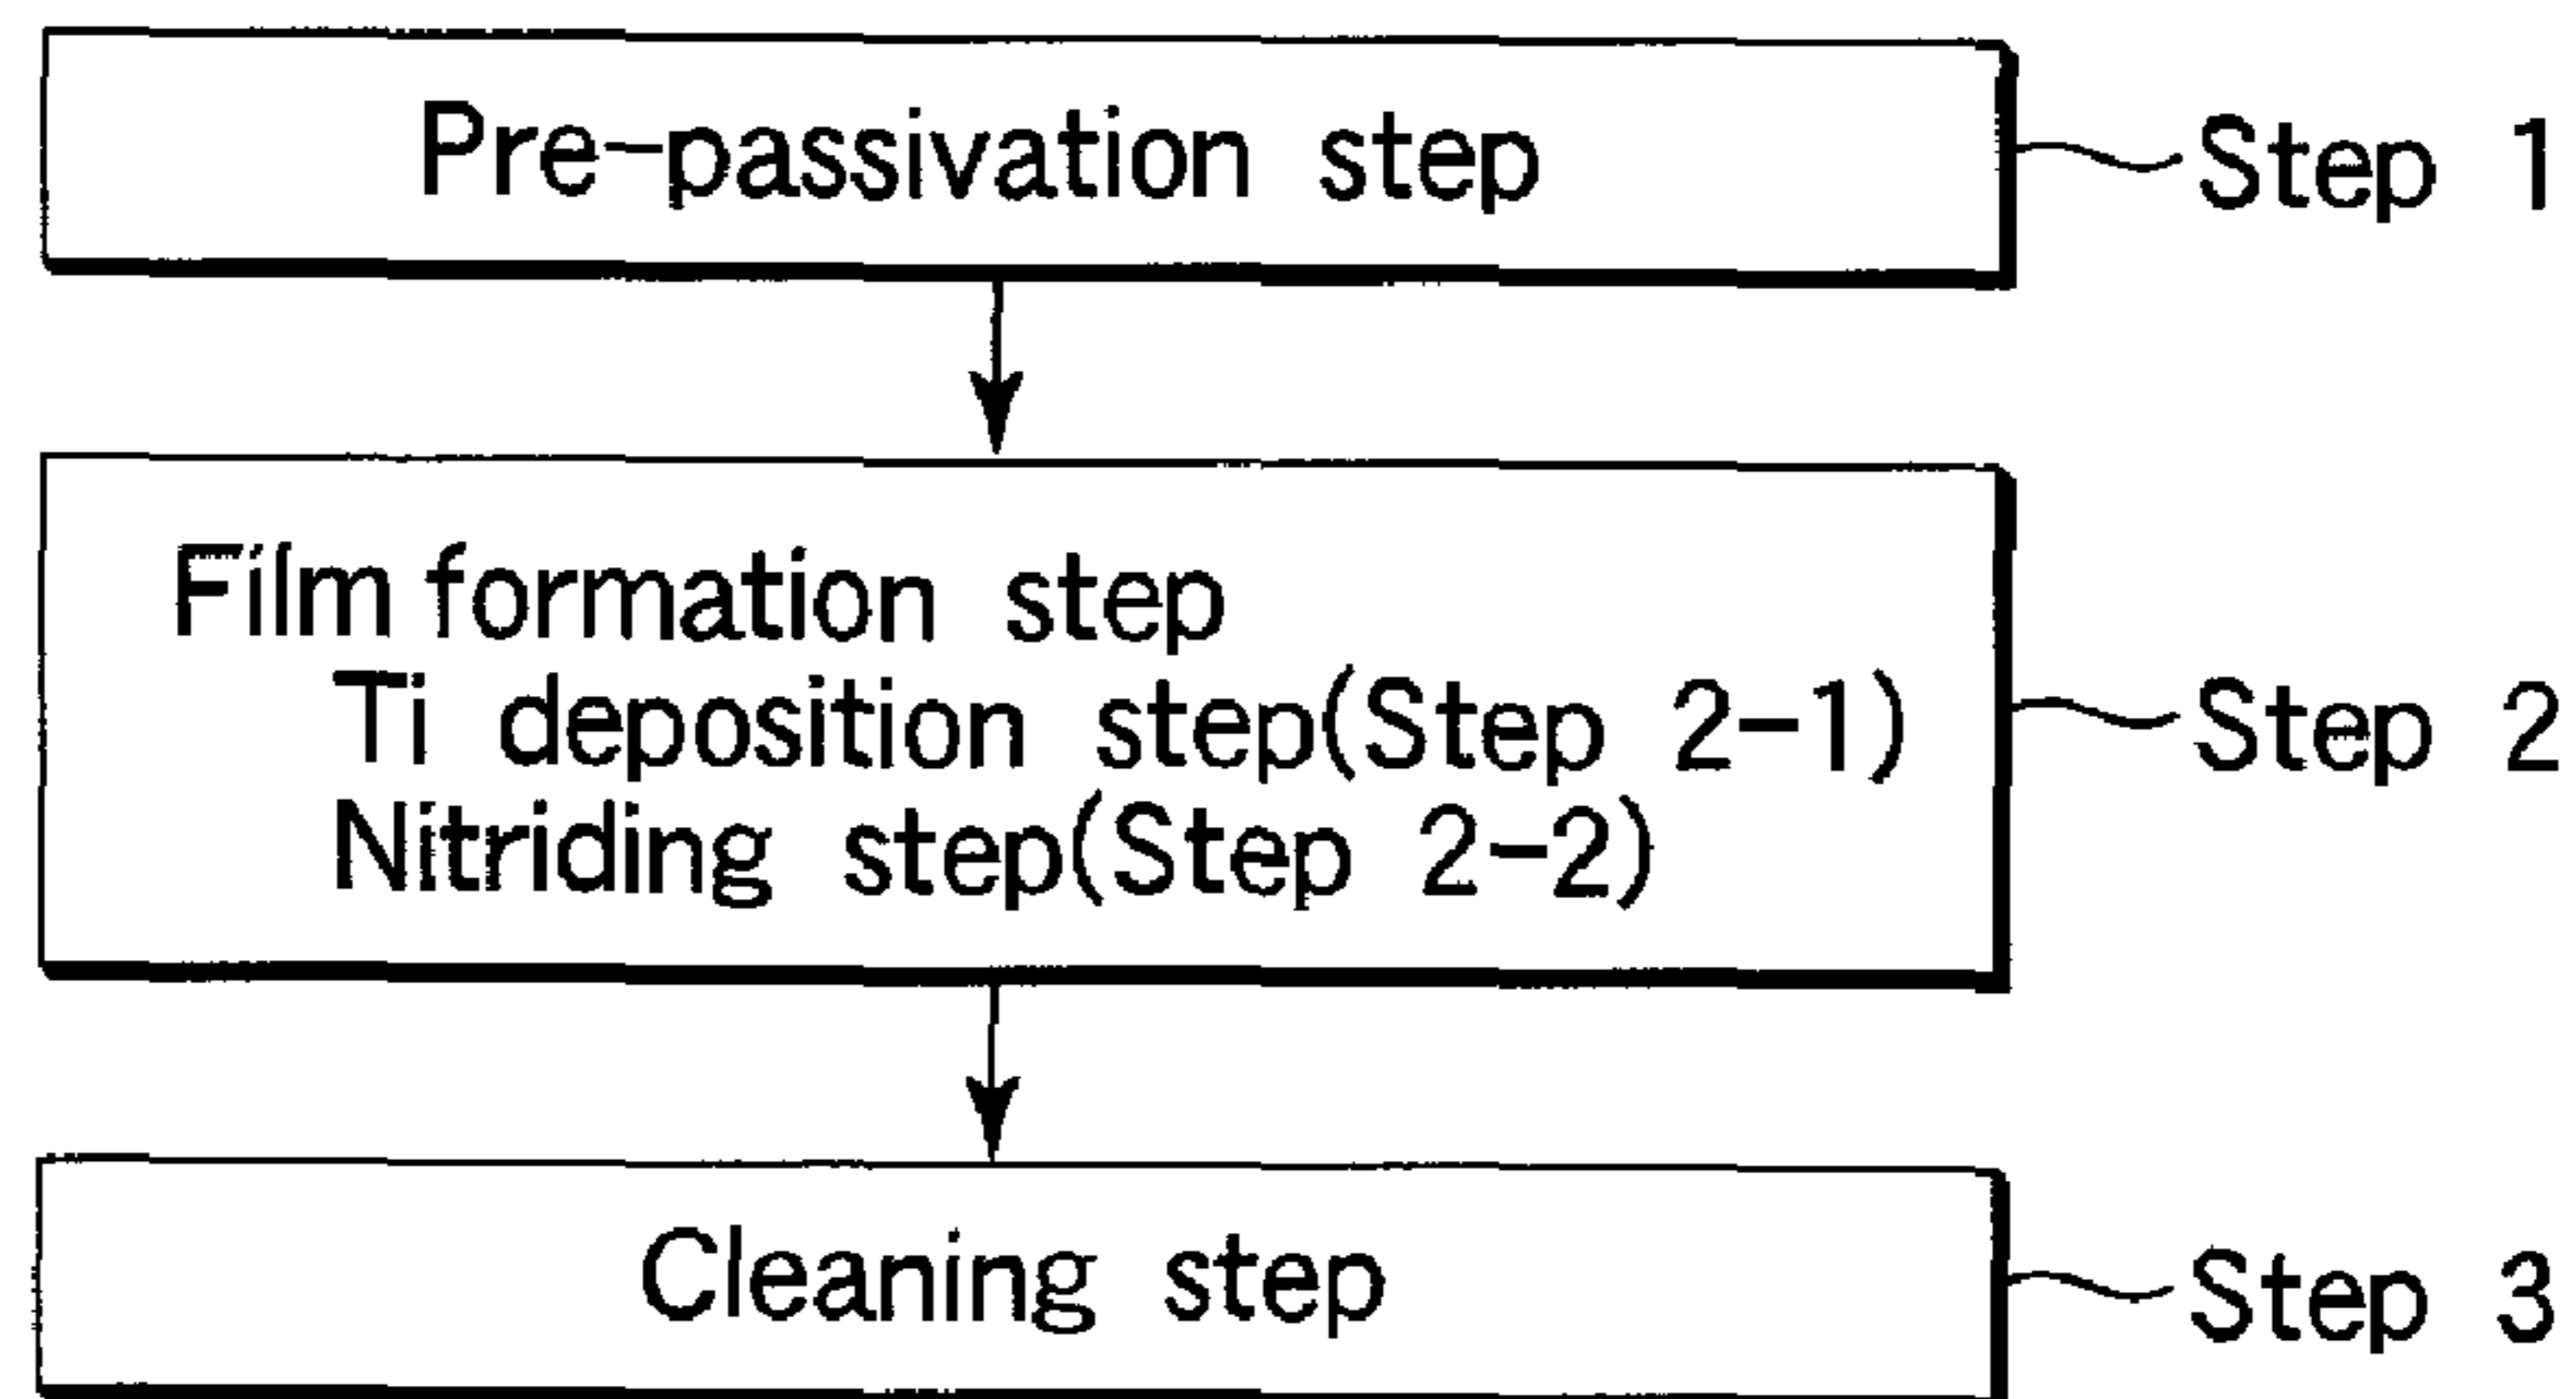 Pre-passivation step
Step 1
Film formation step
Ti deposition step(Step 2-1)
Step 2
Nitriding step(Step 2-2)
Cleaning step
Step 3